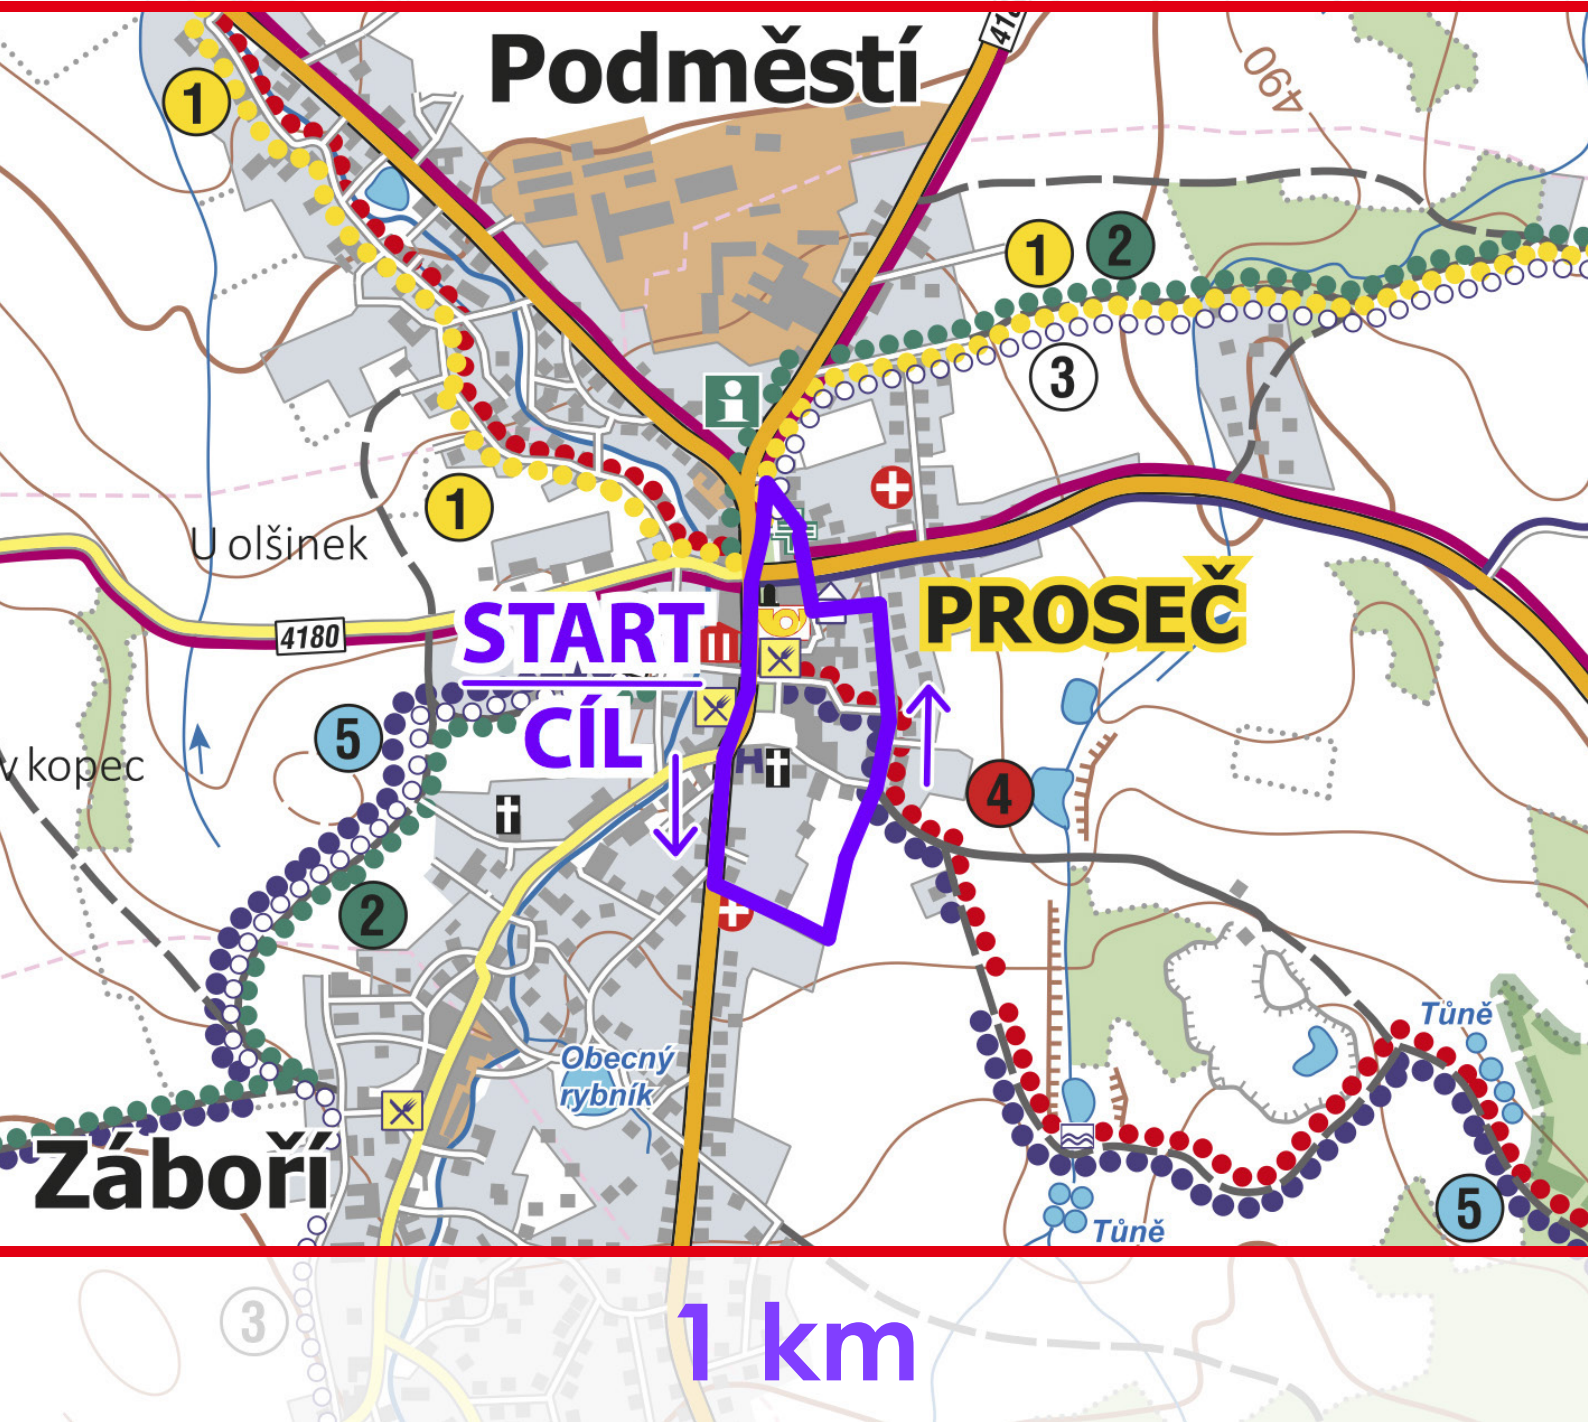 Podměstí
418
490
1
1
2
3
1
U olšinek
PROSEČ
START
4180
CÍL
5
v kopec
H
4
2
Tůně
Obecný
rybník
Záboří
5
Tůně
3
1 km